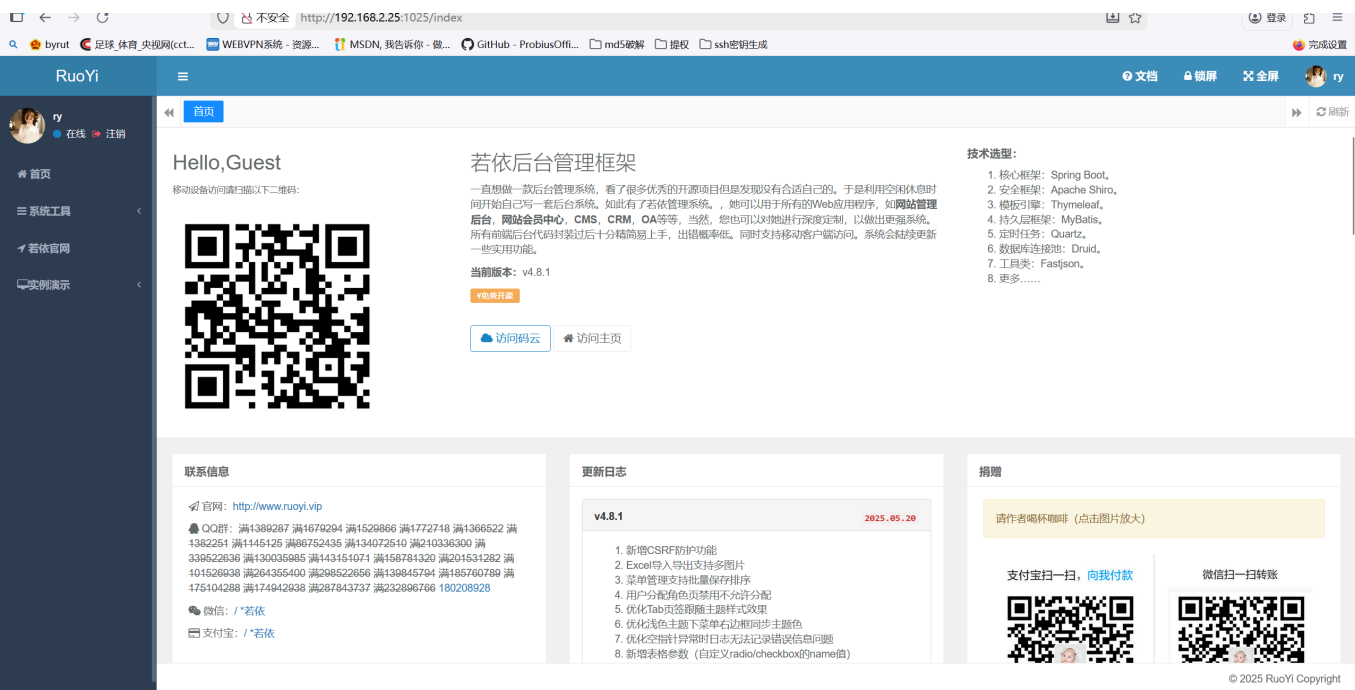 不安全 http://192.168.2.25:1025/index
登录
byrut
足球_体育_央视网(cct...
WEBVPN系统 - 资源...
MSDN, 我告诉你 - 做...
GitHub - ProbiusOffi...
md5破解
提权
ssh密钥生成
完成设置
RuoYi
文档
锁屏
全屏
ry
ry
在线 注销
首页
系统工具
若依官网
实例演示
首页
刷新
Hello,Guest
移动设备访问请扫描以下二维码：
若依后台管理框架
一直想做一款后台管理系统，看了很多优秀的开源项目但是发现没有合适自己的。于是利用空闲休息时
间开始自己写一套后台系统。如此有了若依管理系统。，她可以用于所有的Web应用程序，如网站管理
后台，网站会员中心，CMS，CRM，OA等等，当然，您也可以对她进行深度定制，以做出更强系统。
所有前端后台代码封装过后十分精简易上手，出错概率低。同时支持移动客户端访问。系统会陆续更新
一些实用功能。
当前版本：v4.8.1
¥免费开源
访问码云
访问主页
技术选型：
1. 核心框架：Spring Boot。
2. 安全框架：Apache Shiro。
3. 模板引擎：Thymeleaf。
4. 持久层框架：MyBatis。
5. 定时任务：Quartz。
6. 数据库连接池：Druid。
7. 工具类：Fastjson。
8. 更多……
联系信息
官网：http://www.ruoyi.vip
QQ群：满1389287 满1679294 满1529866 满1772718 满1366522 满
1382251 满1145125 满86752435 满134072510 满210336300 满
339522636 满130035985 满143151071 满158781320 满201531282 满
101526938 满264355400 满298522656 满139845794 满185760789 满
175104288 满174942938 满287843737 满232896766 180208928
微信：/ *若依
支付宝：/ *若依
更新日志
v4.8.1
2025.05.20
1. 新增CSRF防护功能
2. Excel导入导出支持多图片
3. 菜单管理支持批量保存排序
4. 用户分配角色页禁用不允许分配
5. 优化Tab页签跟随主题样式效果
6. 优化浅色主题下菜单右边框同步主题色
7. 优化空指针异常时日志无法记录错误信息问题
8. 新增表格参数（自定义radio/checkbox的name值）
捐赠
请作者喝杯咖啡（点击图片放大）
支付宝扫一扫，向我付款
微信扫一扫转账
© 2025 RuoYi Copyright